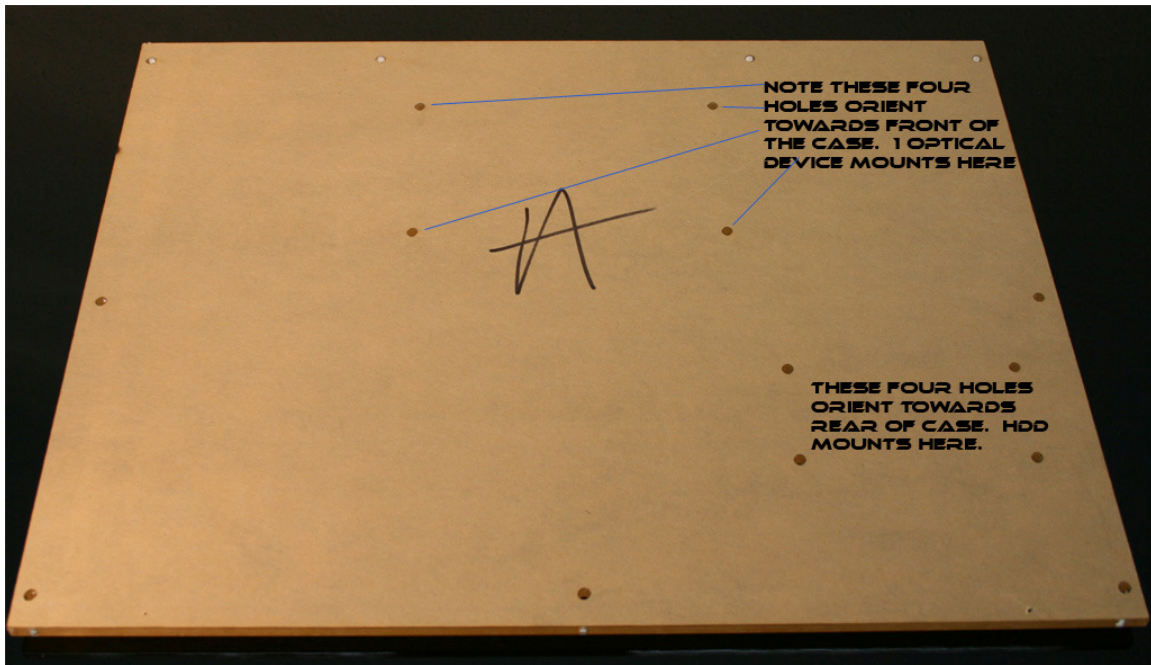 NOTE THESE FOUR
HOLES ORIENT
TOWARDS FRONT OF
THE CASE. 1 OPTICAL
DEVICE MOUNTS HERE
THESE FOUR HOLES
ORIENT TOWARDS
REAR OF CASE. HDD
MOUNTS HERE.